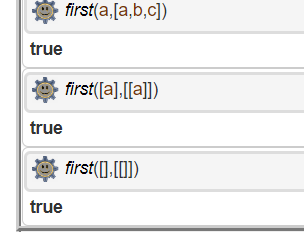 first(a,[a,b,c])
true
first([a],[[a]])
true
first([],[[]])
true